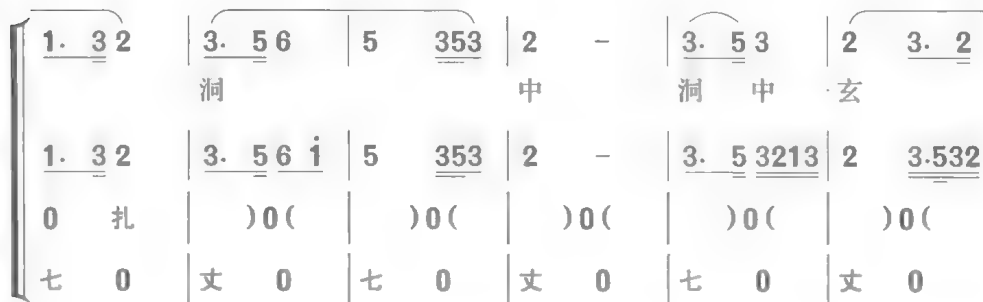 1. 3 2 | 3. 5 6 | 5 353 | 2 - | 3. 5 3 | 2 3. 2
洞 中 洞 中 玄
1. 3 2 | 3. 5 6 i | 5 353 | 2 - | 3. 5 3213 | 2 3.532
0 扎 | )0( | )0( | )0( | )0( | )0(
七 0 | 丈 0 | 七 0 | 丈 0 | 七 0 | 丈 0